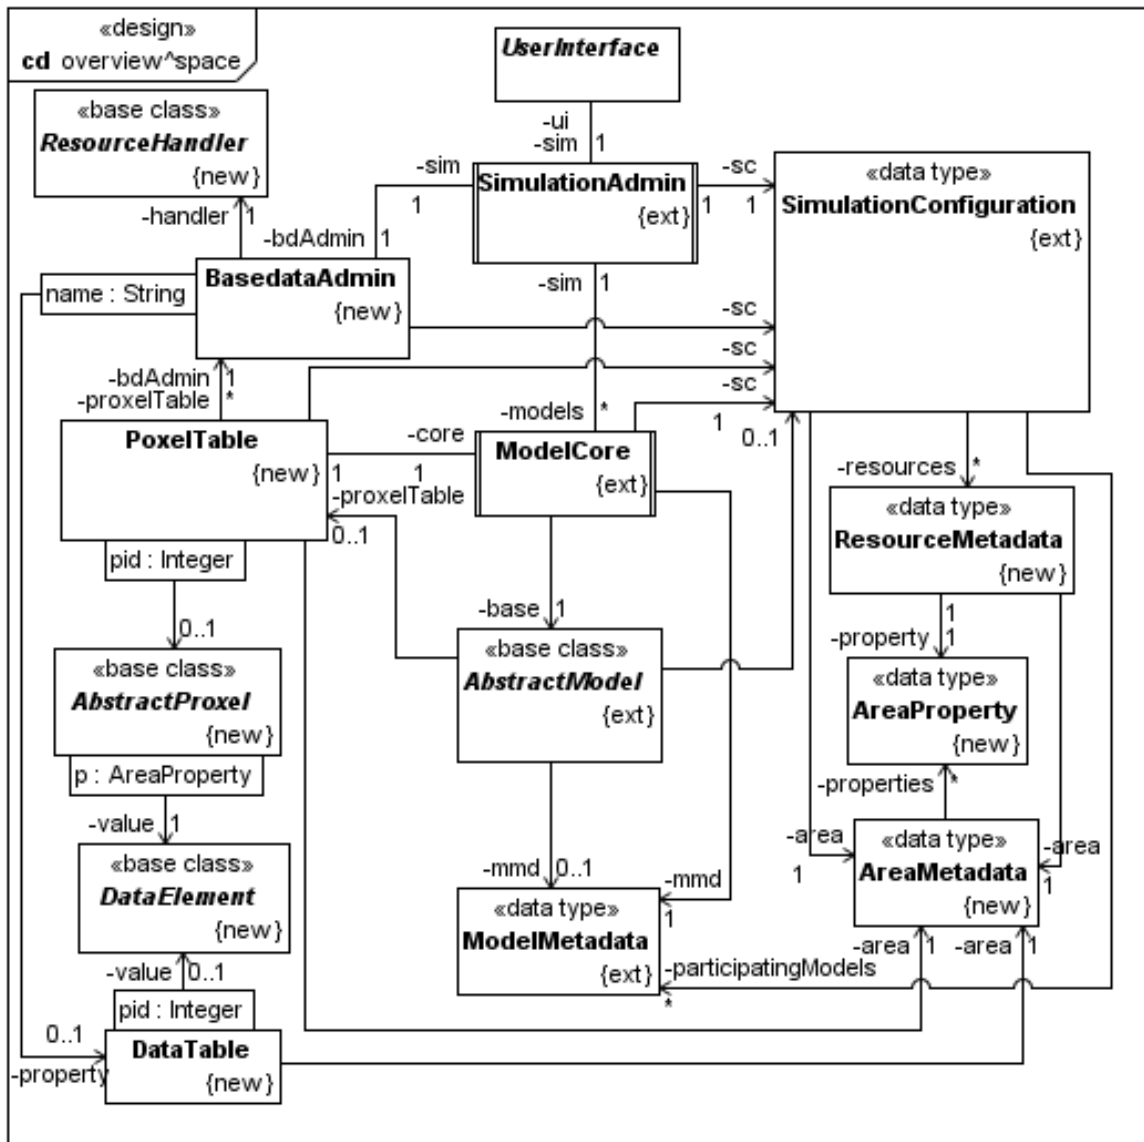 «design»
cd overview^space
UserInterface
-ui
-sim 1
«base class»
ResourceHandler
{new}
-handler 1
-sim
1
-bdAdmin 1
SimulationAdmin
{ext}
-sc
1 1
-sim 1
«data type»
SimulationConfiguration
{ext}
name : String
BasedataAdmin
{new}
-sc
-sc
-sc
1
0..1
-bdAdmin 1
-proxelTable *
PoxelTable
{new}
-core
1 1
-models *
ModelCore
{ext}
-proxelTable
0..1
pid : Integer
0..1
-resources *
«data type»
ResourceMetadata
{new}
1
-property 1
-base 1
«base class»
AbstractProxel
{new}
p : AreaProperty
-value 1
«base class»
AbstractModel
{ext}
«data type»
AreaProperty
{new}
-properties *
«base class»
DataElement
{new}
-value 0..1
pid : Integer
-mmd 0..1
-mmd
1
«data type»
ModelMetadata
{ext}
-area
1
-area
1
«data type»
AreaMetadata
{new}
-area 1
-area 1
-participatingModels
*
0..1
-property
DataTable
{new}